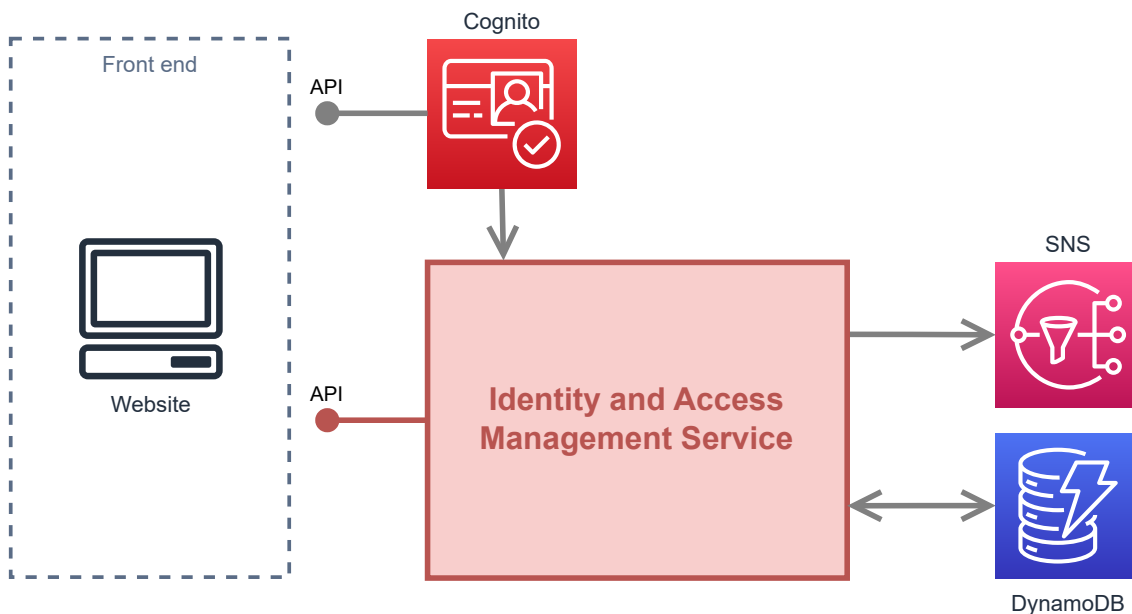 Cognito
Front end
API
SNS
Website
API
Identity and Access
Management Service
DynamoDB